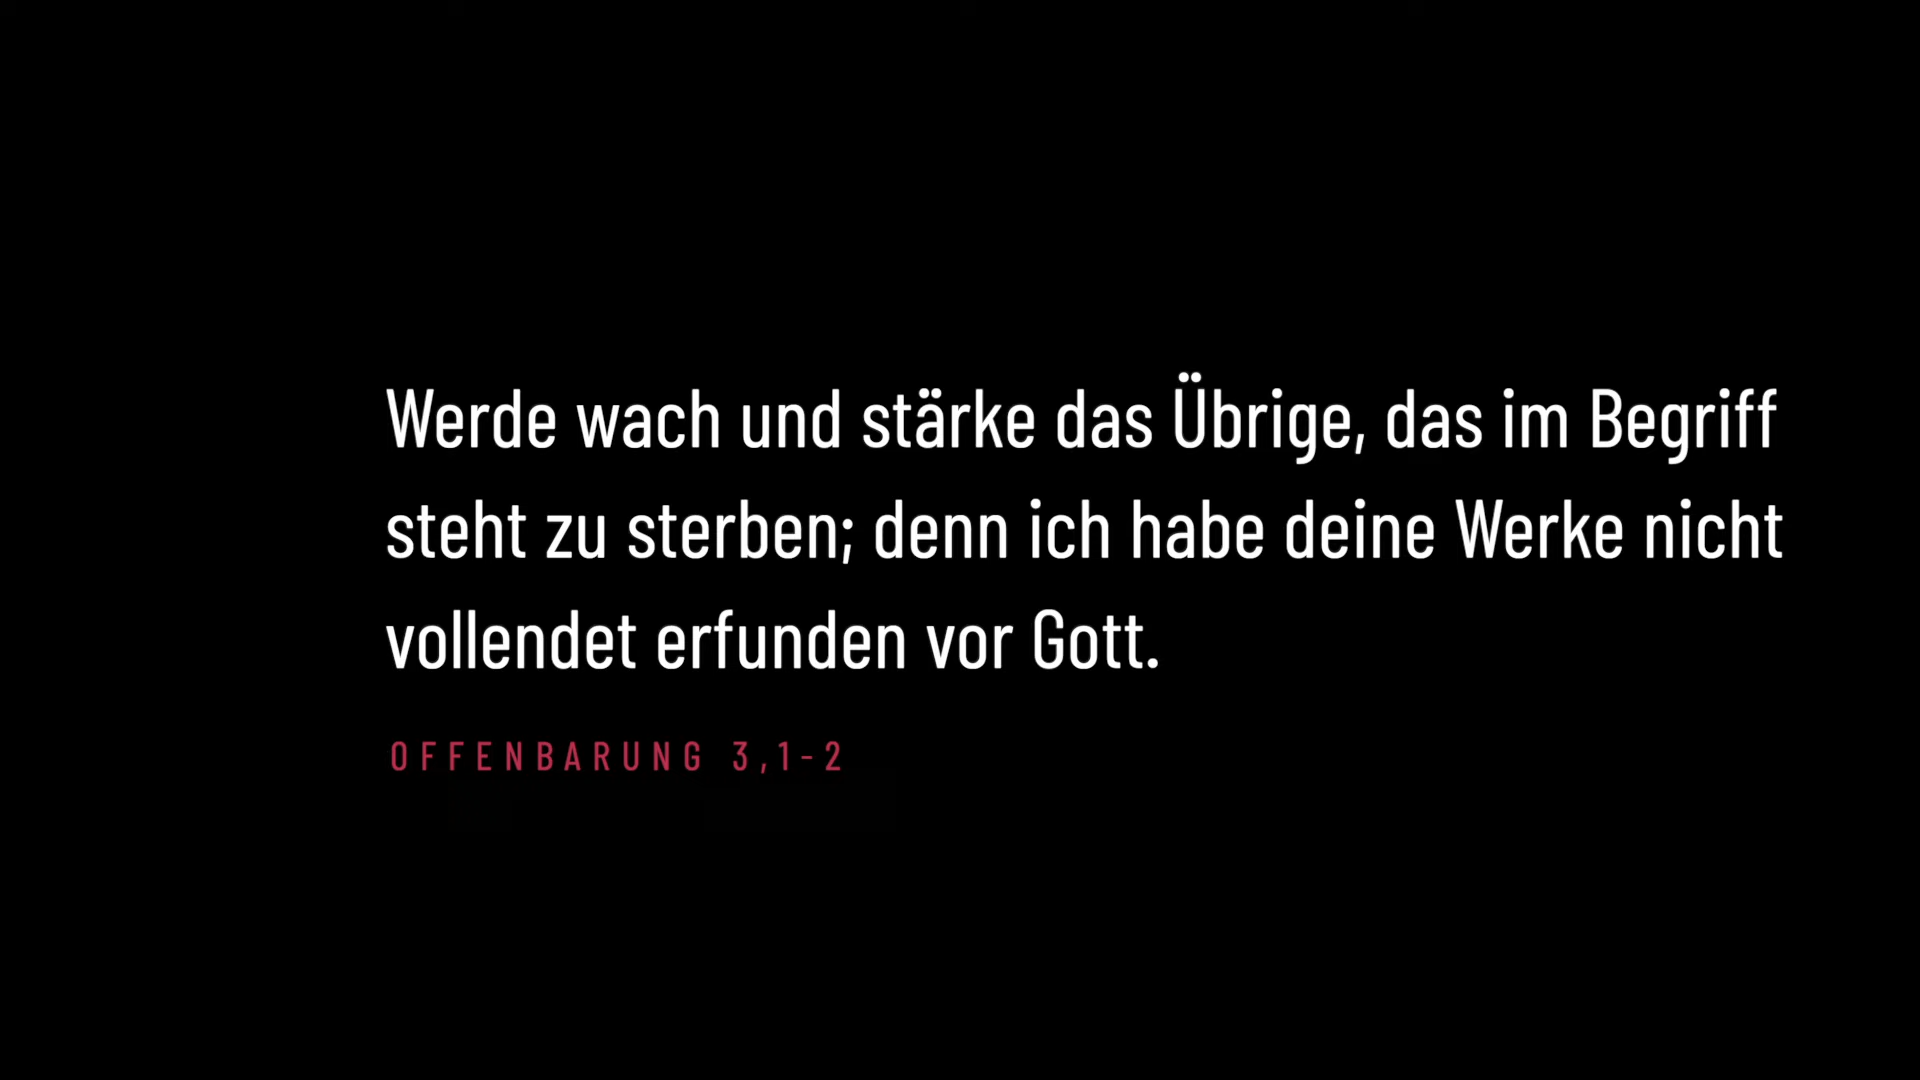 Werde wach und stärke das Übrige, das im Begriff
steht zu sterben; denn ich habe deine Werke nicht
vollendet erfunden vor Gott.
OFFENBARUNG 3,1-2